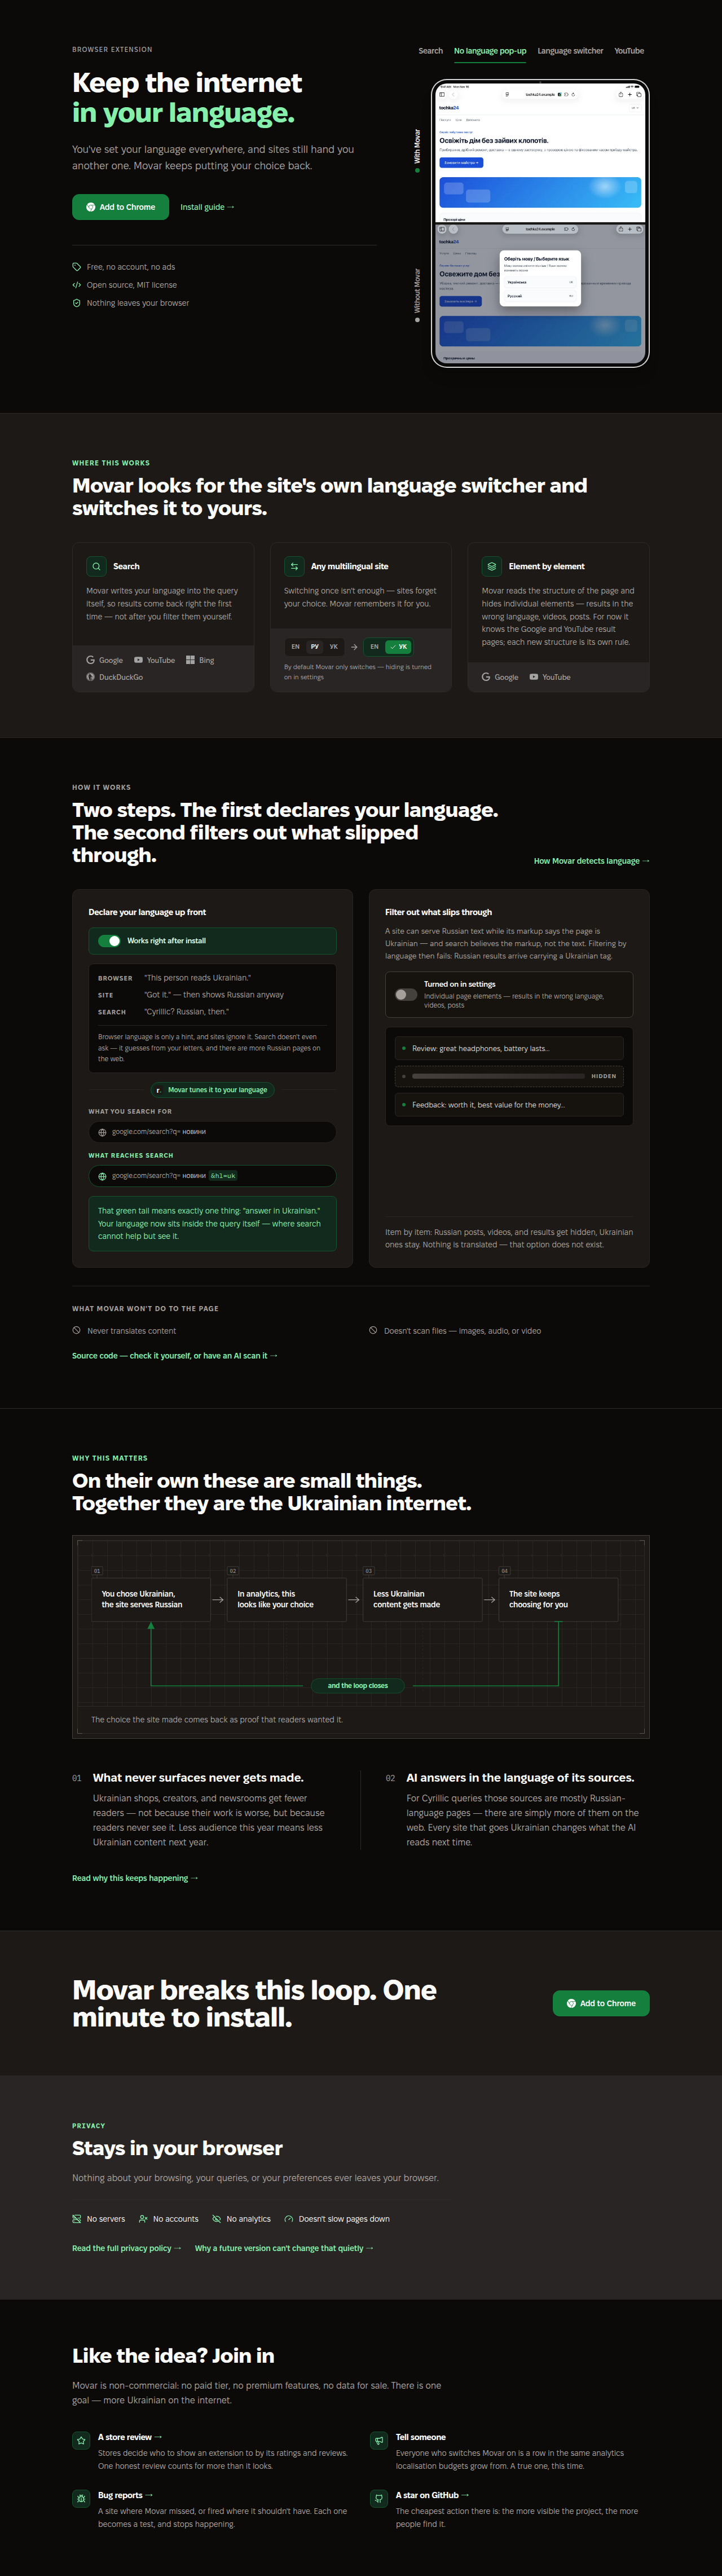 BROWSER EXTENSION
Keep the internet
in your language.
You've set your language everywhere, and sites still hand you
another one. Movar keeps putting your choice back.
Add to Chrome
Install guide →
Free, no account, no ads
Open source, MIT license
Nothing leaves your browser
Search
No language pop-up
Language switcher
YouTube
With Movar
tochka24.example
tochka24
Освікіть дім без зайвих клопотів.
Without Movar
tochka24.example
tochka24
Освежите дом без
Оберіть мову / Выберите язык
Українська
Русский
WHERE THIS WORKS
Movar looks for the site's own language switcher and
switches it to yours.
Search
Movar writes your language into the query
itself, so results come back right the first
time — not after you filter them yourself.
Google
YouTube
Bing
DuckDuckGo
Any multilingual site
Switching once isn't enough — sites forget
your choice. Movar remembers it for you.
EN РУ УК → EN ✓ УК
By default Movar only switches — hiding is turned
on in settings
Element by element
Movar reads the structure of the page and
hides individual elements — results in the
wrong language, videos, posts. For now it
knows the Google and YouTube result
pages; each new structure is its own rule.
Google
YouTube
HOW IT WORKS
Two steps. The first declares your language.
The second filters out what slipped
through.
How Movar detects language →
Declare your language up front
Works right after install
BROWSER "This person reads Ukrainian."
SITE "Got it." — then shows Russian anyway
SEARCH "Cyrillic? Russian, then."
Browser language is only a hint, and sites ignore it. Search doesn't even
ask — it guesses from your letters, and there are more Russian pages on
the web.
Movar tunes it to your language
WHAT YOU SEARCH FOR
google.com/search?q= новини
WHAT REACHES SEARCH
google.com/search?q= новини &hl=uk
That green tail means exactly one thing: "answer in Ukrainian."
Your language now sits inside the query itself — where search
cannot help but see it.
Filter out what slips through
A site can serve Russian text while its markup says the page is
Ukrainian — and search believes the markup, not the text. Filtering by
language then fails: Russian results arrive carrying a Ukrainian tag.
Turned on in settings
Individual page elements — results in the wrong language,
videos, posts
Review: great headphones, battery lasts...
HIDDEN
Feedback: worth it, best value for the money...
Item by item: Russian posts, videos, and results get hidden, Ukrainian
ones stay. Nothing is translated — that option does not exist.
WHAT MOVAR WON'T DO TO THE PAGE
Never translates content
Doesn't scan files — images, audio, or video
Source code — check it yourself, or have an AI scan it →
WHY THIS MATTERS
On their own these are small things.
Together they are the Ukrainian internet.
01
You chose Ukrainian,
the site serves Russian
02
In analytics, this
looks like your choice
03
Less Ukrainian
content gets made
04
The site keeps
choosing for you
and the loop closes
The choice the site made comes back as proof that readers wanted it.
01 What never surfaces never gets made.
Ukrainian shops, creators, and newsrooms get fewer
readers — not because their work is worse, but because
readers never see it. Less audience this year means less
Ukrainian content next year.
02 AI answers in the language of its sources.
For Cyrillic queries those sources are mostly Russian-
language pages — there are simply more of them on the
web. Every site that goes Ukrainian changes what the AI
reads next time.
Read why this keeps happening →
Movar breaks this loop. One
minute to install.
Add to Chrome
PRIVACY
Stays in your browser
Nothing about your browsing, your queries, or your preferences ever leaves your browser.
No servers
No accounts
No analytics
Doesn't slow pages down
Read the full privacy policy →
Why a future version can't change that quietly →
Like the idea? Join in
Movar is non-commercial: no paid tier, no premium features, no data for sale. There is one
goal — more Ukrainian on the internet.
A store review →
Stores decide who to show an extension to by its ratings and reviews.
One honest review counts for more than it looks.
Tell someone
Everyone who switches Movar on is a row in the same analytics
localisation budgets grow from. A true one, this time.
Bug reports →
A site where Movar missed, or fired where it shouldn't have. Each one
becomes a test, and stops happening.
A star on GitHub →
The cheapest action there is: the more visible the project, the more
people find it.